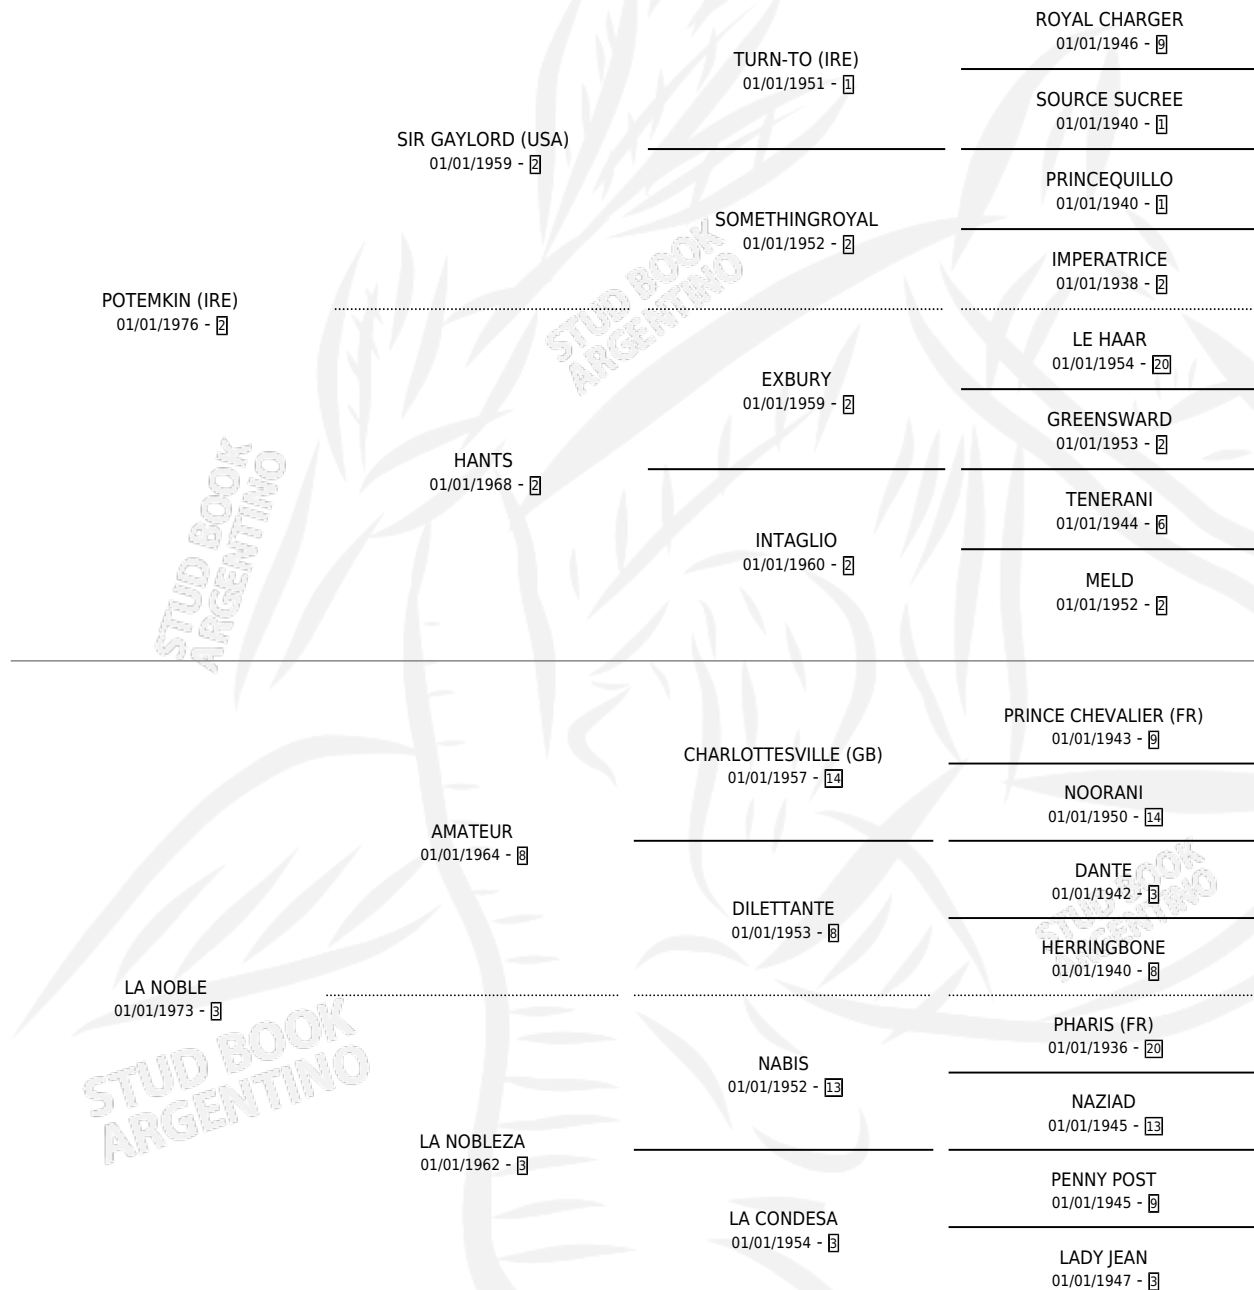 ROYAL CHARGER
01/01/1946 - 9
TURN-TO (IRE)
01/01/1951 - 1
SOURCE SUCREE
01/01/1940 - 1
SIR GAYLORD (USA)
01/01/1959 - 2
PRINCEQUILLO
01/01/1940 - 1
SOMETHINGROYAL
01/01/1952 - 2
IMPERATRICE
01/01/1938 - 2
POTEMKIN (IRE)
01/01/1976 - 2
LE HAAR
01/01/1954 - 20
EXBURY
01/01/1959 - 2
GREENSWARD
01/01/1953 - 2
HANTS
01/01/1968 - 2
TENERANI
01/01/1944 - 6
INTAGLIO
01/01/1960 - 2
MELD
01/01/1952 - 2
PRINCE CHEVALIER (FR)
01/01/1943 - 9
CHARLOTTESVILLE (GB)
01/01/1957 - 14
NOORANI
01/01/1950 - 14
AMATEUR
01/01/1964 - 8
DANTE
01/01/1942 - 3
DILETTANTE
01/01/1953 - 8
HERRINGBONE
01/01/1940 - 8
LA NOBLE
01/01/1973 - 3
PHARIS (FR)
01/01/1936 - 20
NABIS
01/01/1952 - 13
NAZIAD
01/01/1945 - 13
LA NOBLEZA
01/01/1962 - 3
PENNY POST
01/01/1945 - 9
LA CONDESA
01/01/1954 - 3
LADY JEAN
01/01/1947 - 3
STUD BOOK
ARGENTINO
STUD BOOK
ARGENTINO
STUD BOOK
ARGENTINO
STUD BOOK
ARGENTINO